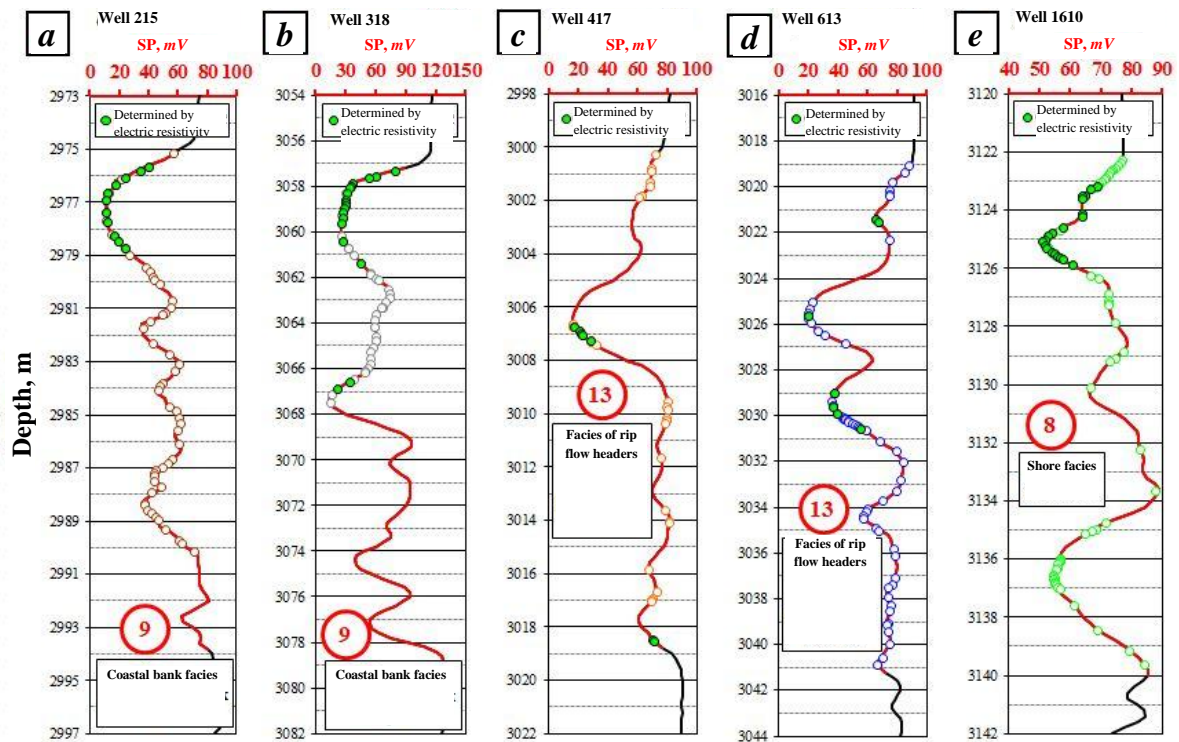 a
Well 215
SP, mV
0 20 40 60 80 100
Determined by
electric resistivity
2973
2975
2977
2979
2981
2983
2985
2987
2989
2991
2993
2995
2997
Depth, m
9
Coastal bank facies
b
Well 318
SP, mV
0 30 60 90 120 150
Determined by
electric resistivity
3054
3056
3058
3060
3062
3064
3066
3068
3070
3072
3074
3076
3078
3080
3082
9
Coastal bank facies
c
Well 417
SP, mV
0 20 40 60 80 100
Determined by
electric resistivity
2998
3000
3002
3004
3006
3008
3010
3012
3014
3016
3018
3020
3022
13
Facies of rip
flow headers
d
Well 613
SP, mV
0 20 40 60 80 100
Determined by
electric resistivity
3016
3018
3020
3022
3024
3026
3028
3030
3032
3034
3036
3038
3040
3042
3044
13
Facies of rip
flow headers
e
Well 1610
SP, mV
40 50 60 70 80 90
Determined by
electric resistivity
3120
3122
3124
3126
3128
3130
3132
3134
3136
3138
3140
3142
8
Shore facies